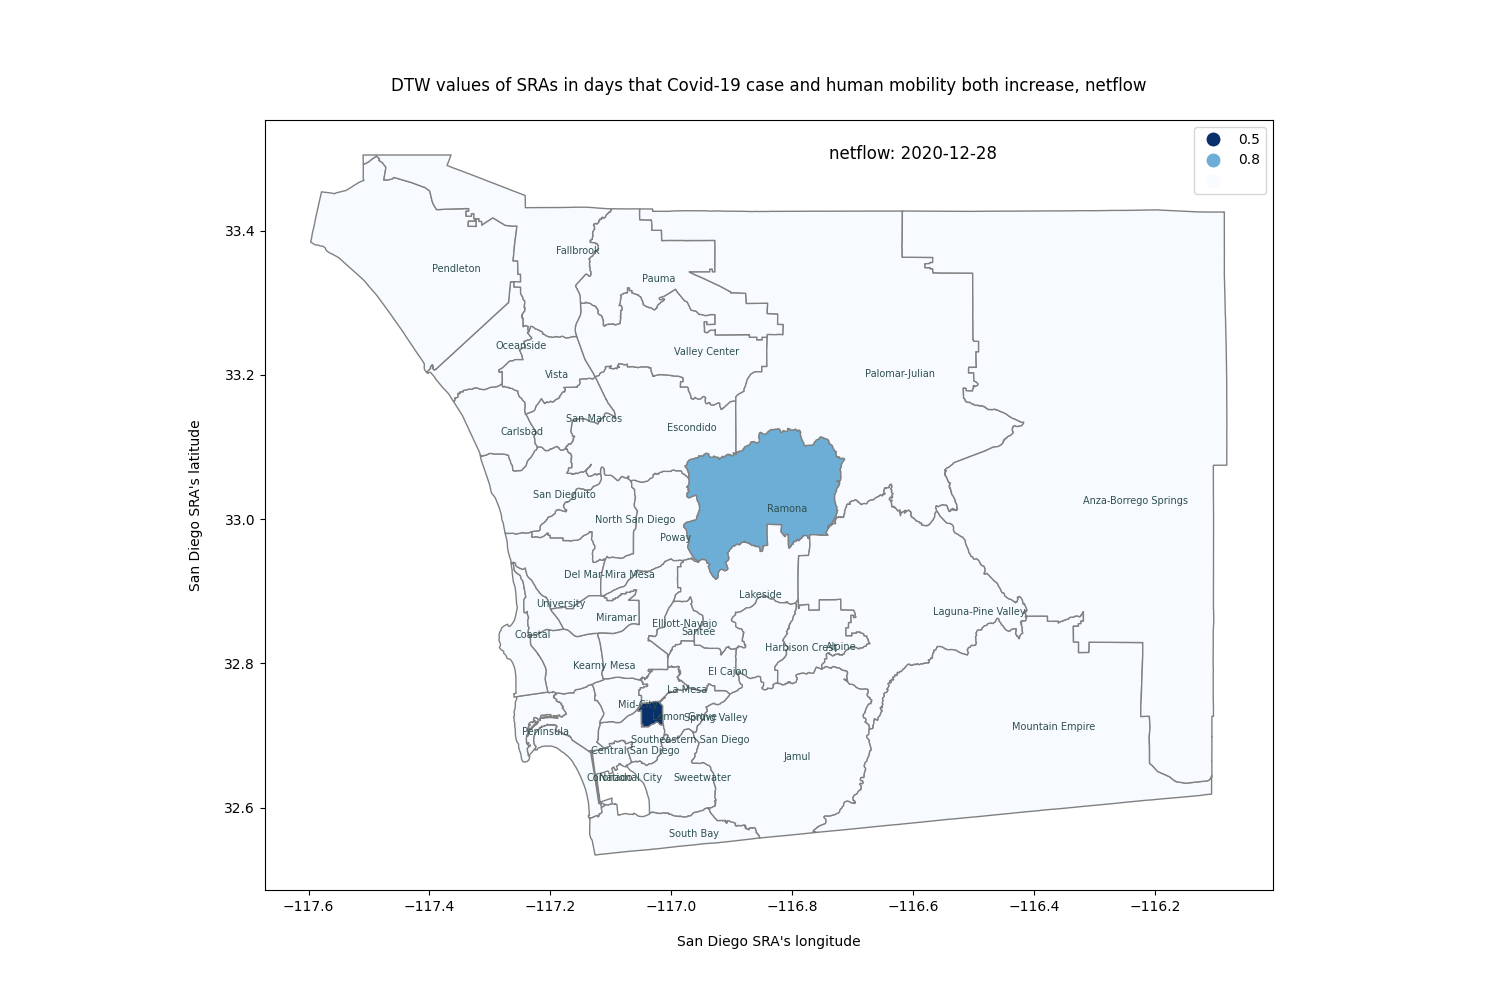 DTW values of SRAs in days that Covid-19 case and human mobility both increase, netflow
netflow: 2020-12-28
0.5
0.8
33.4
33.2
33.0
32.8
32.6
San Diego SRA's latitude
Fallbrook
Pendleton
Pauma
Oceanside
Valley Center
Vista
Palomar-Julian
San Marcos
Carlsbad
Escondido
San Dieguito
Anza-Borrego Springs
Ramona
North San Diego
Poway
Del Mar-Mira Mesa
Lakeside
University
Laguna-Pine Valley
Miramar
Elliott-Navajo
Santee
Coastal
Harbison Crest
Alpine
Kearny Mesa
El Cajon
La Mesa
Mid-City
Lemon Grove
Spring Valley
Mountain Empire
Peninsula
Southeastern San Diego
Central San Diego
Jamul
Coronado
National City
Sweetwater
South Bay
−117.6
−117.4
−117.2
−117.0
−116.8
−116.6
−116.4
−116.2
San Diego SRA's longitude